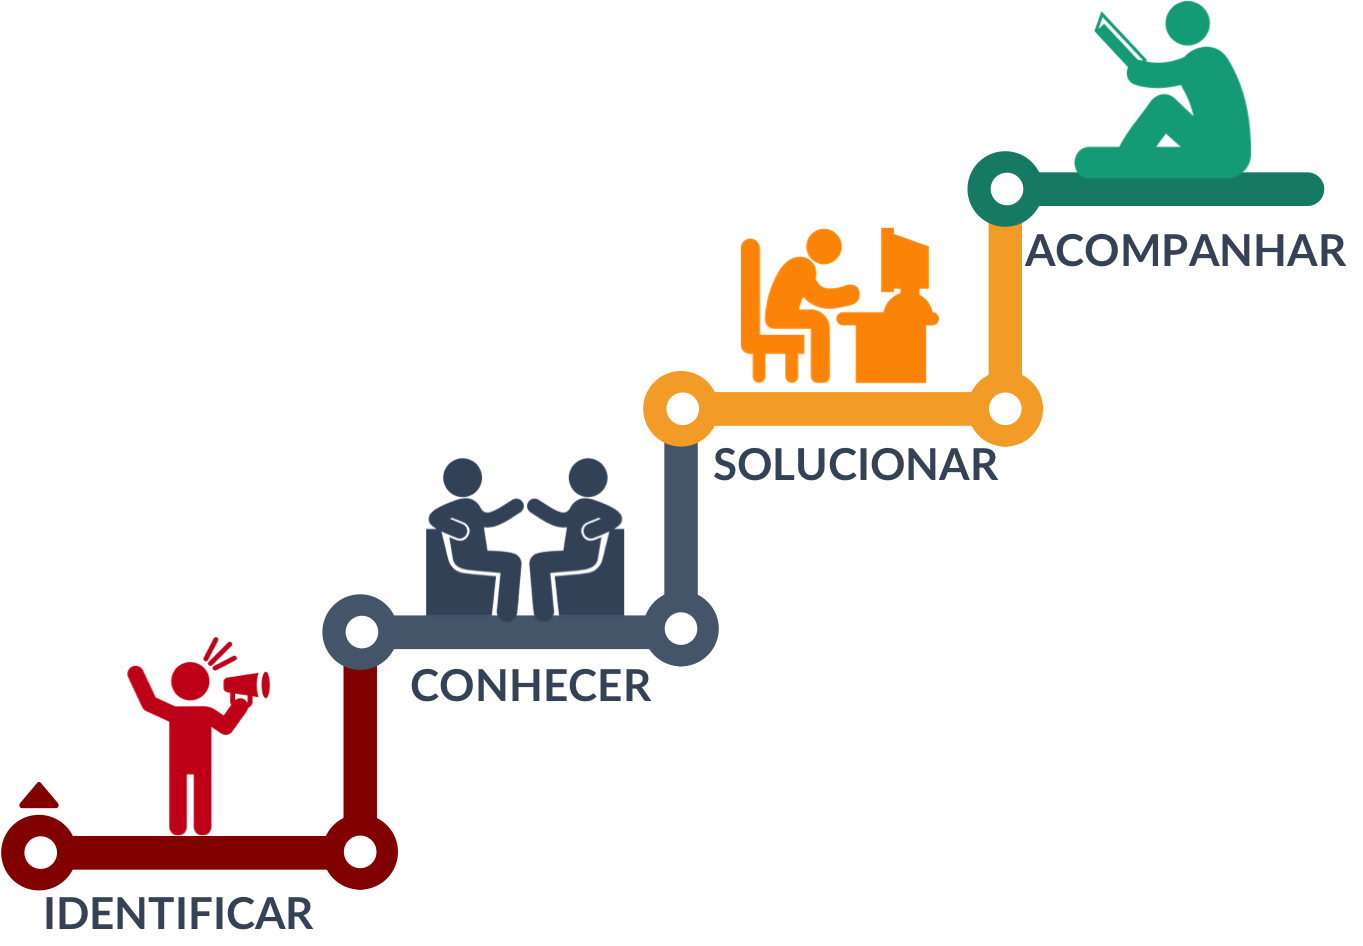 ACOMPANHAR
SOLUCIONAR
CONHECER
IDENTIFICAR